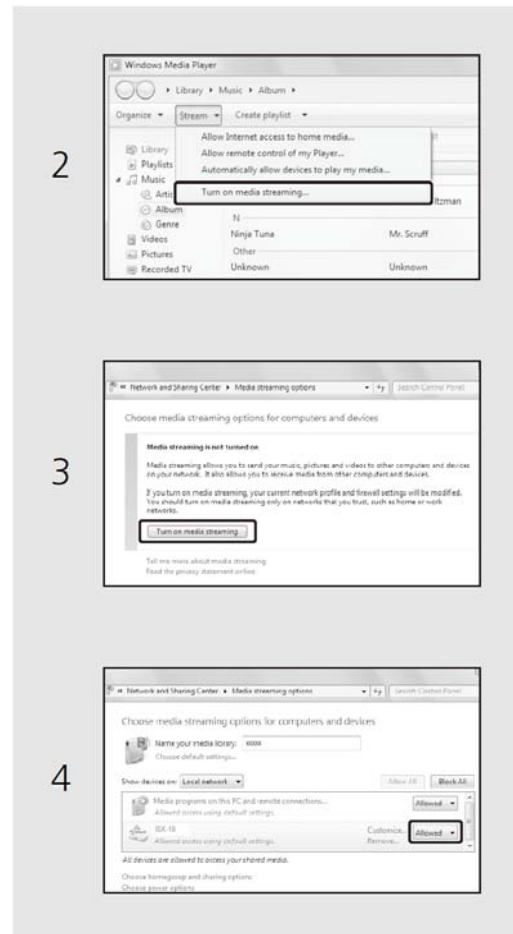 2
Windows Media Player
Library ▸ Music ▸ Album ▸
Organize Stream Create playlist
Allow Internet access to home media...
Library
Allow remote control of my Player...
Playlists
Automatically allow devices to play my media...
Music
Turn on media streaming...
Artis
ltzman
Album
N
Genre
Ninja Tuna Mr. Scruff
Videos
Pictures
Other
Recorded TV
Unknown Unknown
3
Network and Sharing Center ▸ Media streaming options Search Control Panel
Choose media streaming options for computers and devices
Media streaming is not turned on
Media streaming allows you to send your music, pictures and videos to other computers and devices
on your network. It also allows you to receive media from other computers and devices.
If you turn on media streaming, your current network profile and firewall settings will be modified.
You should turn on media streaming only on networks that you trust, such as home or work
networks.
Turn on media streaming
Tell me more about media streaming
Read the privacy statement online
4
Network and Sharing Center ▸ Media streaming options Search Control Panel
Choose media streaming options for computers and devices
Name your media library: xxxx
Choose default settings...
Show devices on: Local network Allow All Block All
Media programs on this PC and remote connections... Allowed
Allowed access using default settings.
Customize...
Allowed
Allowed access using default settings. Remove...
All devices are allowed to access your shared media.
Choose homegroup and sharing options
Choose power options